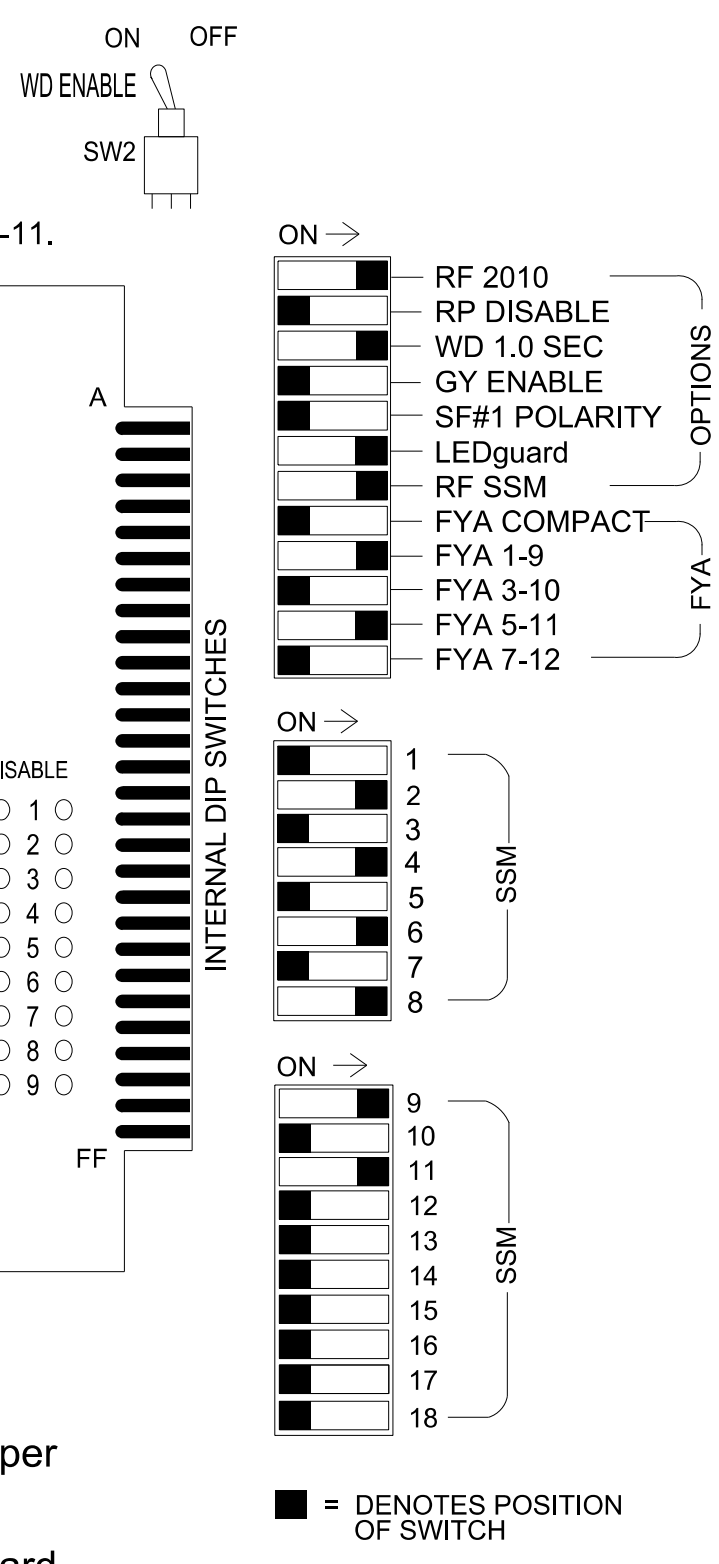 ON OFF
WD ENABLE
SW2
-11.
ON
RF 2010
RP DISABLE
WD 1.0 SEC
GY ENABLE
SF#1 POLARITY
LEDguard
RF SSM
OPTIONS
FYA COMPACT
FYA 1-9
FYA 3-10
FYA 5-11
FYA 7-12
FYA
A
FF
INTERNAL DIP SWITCHES
ISABLE
1
2
3
4
5
6
7
8
9
ON
1
2
3
4
5
6
7
8
SSM
ON
9
10
11
12
13
14
15
16
17
18
SSM
per
= DENOTES POSITION
OF SWITCH